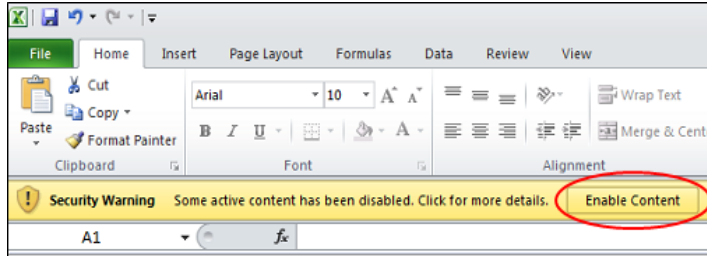 File Home Insert Page Layout Formulas Data Review View
Cut
Copy
Paste
Format Painter
Clipboard
Arial 10 A A
B I U A
Font
Wrap Text
Merge & Cent
Alignment
Security Warning Some active content has been disabled. Click for more details. Enable Content
A1 fx